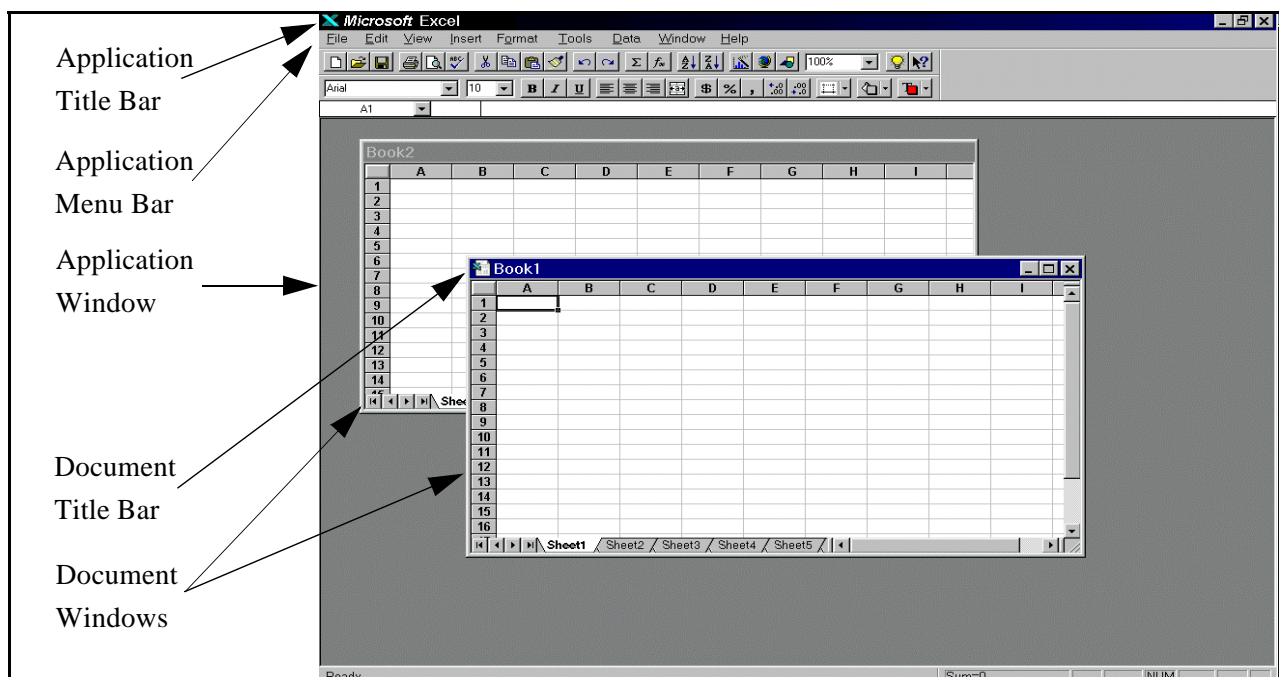 Application
Title Bar
Application
Menu Bar
Application
Window
Document
Title Bar
Document
Windows
Microsoft Excel
File Edit View Insert Format Tools Data Window Help
100%
Arial 10 B I U $ % ,
A1
Book2
A B C D E F G H I
1
2
3
4
5
6
7
8
9
10
11
12
13
14
15
Book1
A B C D E F G H I
1
2
3
4
5
6
7
8
9
10
11
12
13
14
15
16
Sheet1 Sheet2 Sheet3 Sheet4 Sheet5
Ready Sum=0 NUM